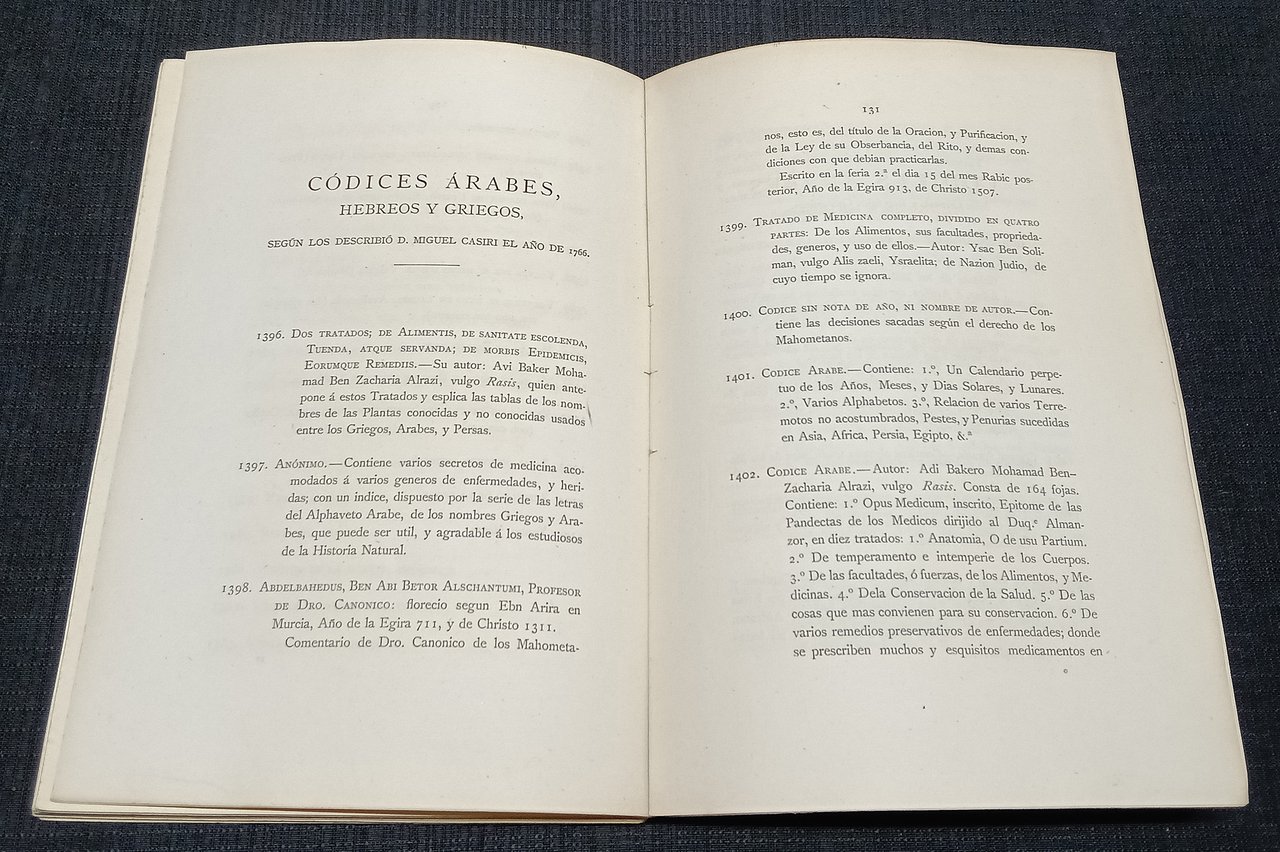 CÓDICES ÁRABES,
HEBREOS Y GRIEGOS,
SEGÚN LOS DESCRIBIÓ D. MIGUEL CASIRI EL AÑO DE 1766.
1396. Dos tratados; de Alimentis, de sanitate escolenda,
Tuenda, atque servanda; de morbis Epidemicis,
Eorumque Remediis.—Su autor: Avi Baker Moha-
mad Ben Zacharia Alrazi, vulgo Rasis, quien ante-
pone á estos Tratados y esplica las tablas de los nom-
bres de las Plantas conocidas y no conocidas usados
entre los Griegos, Arabes, y Persas.
1397. Anónimo.—Contiene varios secretos de medicina aco-
modados á varios generos de enfermedades, y heri-
das; con un índice, dispuesto por la serie de las letras
del Alphaveto Arabe, de los nombres Griegos y Ara-
bes, que puede ser util, y agradable á los estudiosos
de la Historía Natural.
1398. Abdelbahedus, Ben Abi Betor Alschantumi, Profesor
de Dro. Canonico: florecio segun Ebn Arira en
Murcia, Año de la Egira 711, y de Christo 1311.
Comentario de Dro. Canonico de los Mahometa-
131
nos, esto es, del título de la Oracion, y Purificacion, y
de la Ley de su Obserbancia, del Rito, y demas con-
diciones con que debian practicarlas.
Escrito en la feria 2.ª el dia 15 del mes Rabic pos-
terior, Año de la Egira 913, de Christo 1507.
1399. Tratado de Medicina completo, dividido en quatro
partes: De los Alimentos, sus facultades, proprieda-
des, generos, y uso de ellos.—Autor: Ysac Ben Soli-
man, vulgo Alis zaeli, Ysraelita; de Nazion Judio, de
cuyo tiempo se ignora.
1400. Codice sin nota de año, ni nombre de autor.—Con-
tiene las decisiones sacadas según el derecho de los
Mahometanos.
1401. Codice Arabe.—Contiene: 1.º, Un Calendario perpe-
tuo de los Años, Meses, y Dias Solares, y Lunares.
2.º, Varios Alphabetos. 3.º, Relacion de varios Terre-
motos no acostumbrados, Pestes, y Penurias sucedidas
en Asia, Africa, Persia, Egipto, &.ª
1402. Codice Arabe.—Autor: Adi Bakero Mohamad Ben-
Zacharia Alrazi, vulgo Rasis. Consta de 164 fojas.
Contiene: 1.º Opus Medicum, inscrito, Epitome de las
Pandectas de los Medicos dirijido al Duq.e Alman-
zor, en diez tratados: 1.º Anatomia, O de usu Partium.
2.º De temperamento e intemperie de los Cuerpos.
3.º De las facultades, ó fuerzas, de los Alimentos, y Me-
dicinas. 4.º Dela Conservacion de la Salud. 5.º De las
cosas que mas convienen para su conservacion. 6.º De
varios remedios preservativos de enfermedades; donde
se prescriben muchos y esquisitos medicamentos en